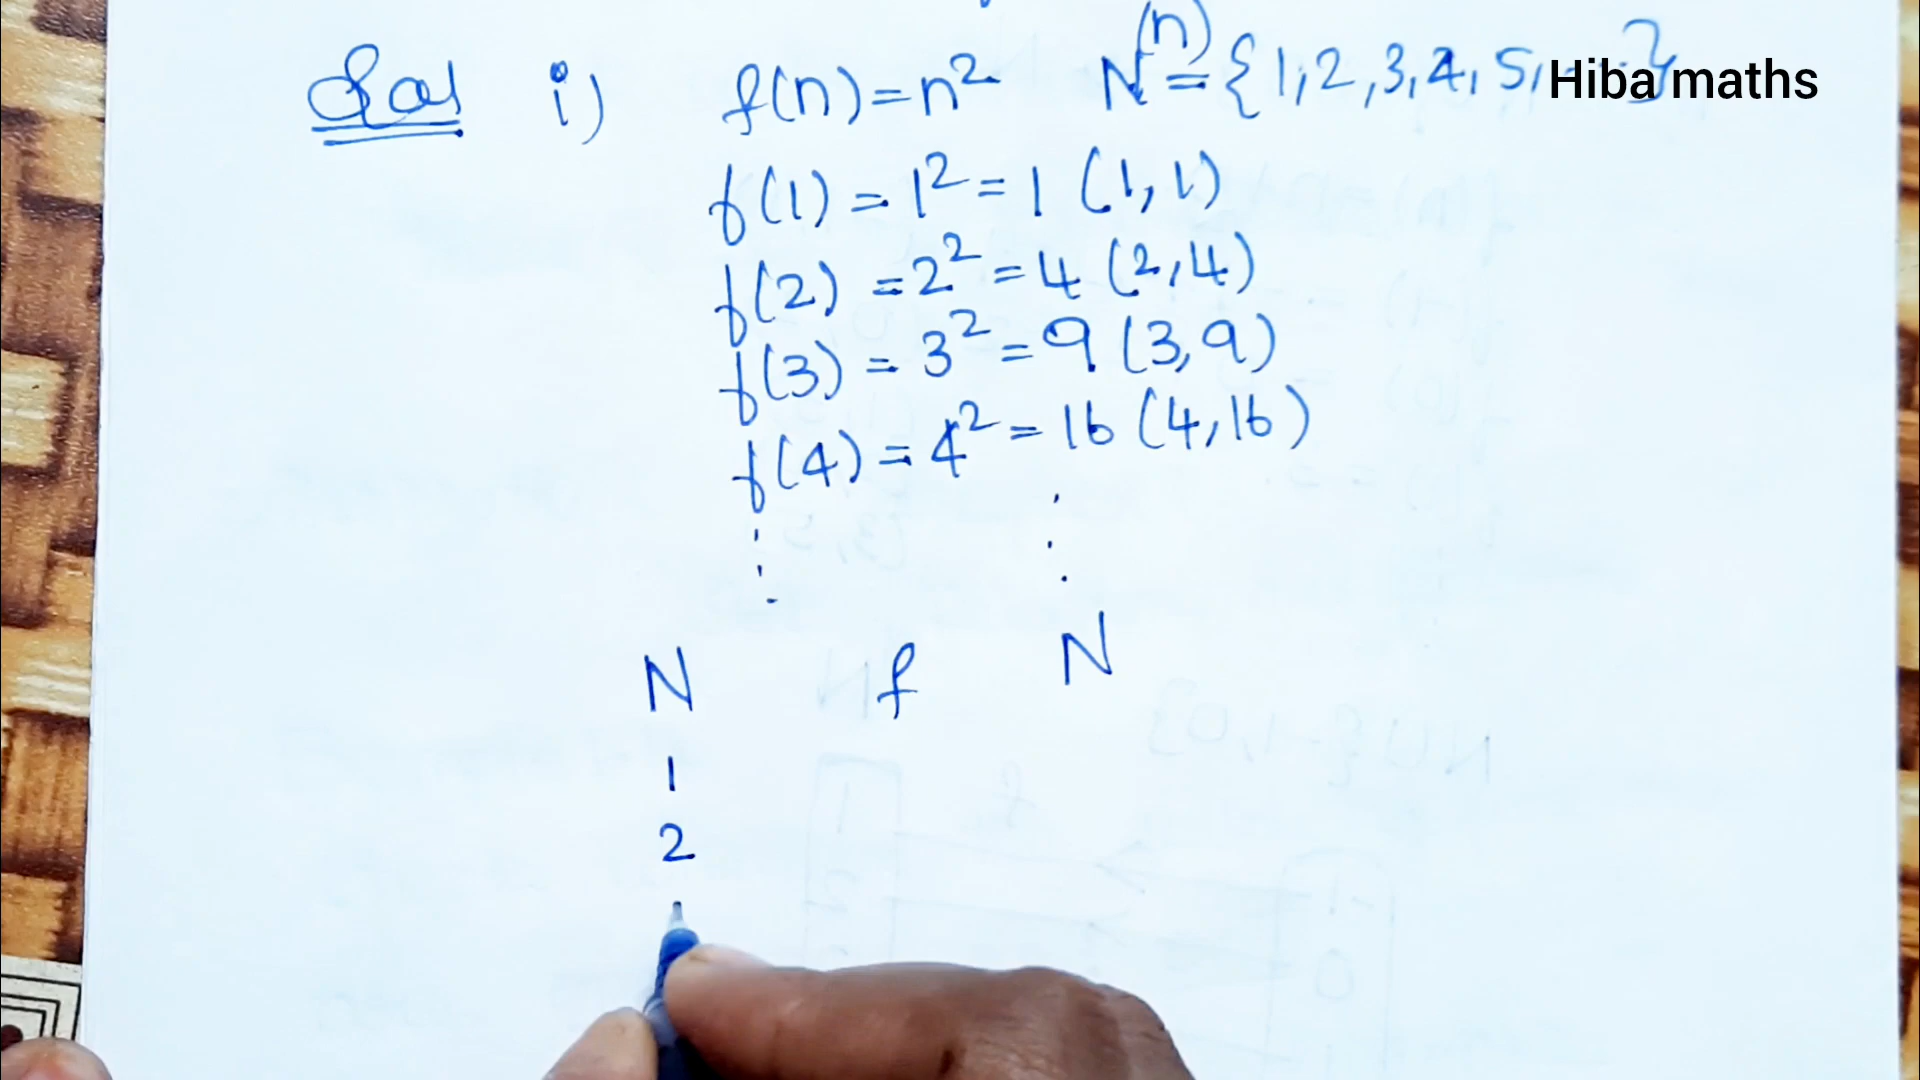 Sol i) f(n)=n² N(n)={1,2,3,4,5,...}
Hiba maths
f(1) = 1² = 1 (1,1)
f(2) = 2² = 4 (2,4)
f(3) = 3² = 9 (3,9)
f(4) = 4² = 16 (4,16)
N f N
1
2